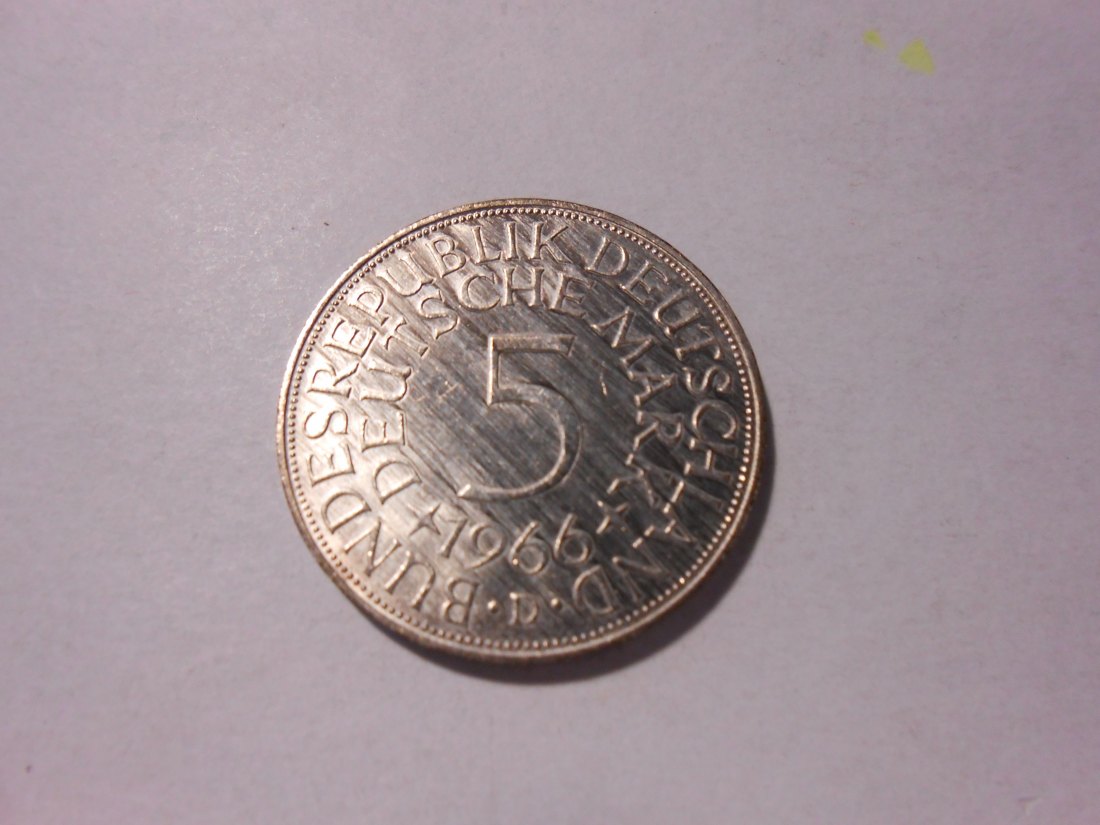 BUNDESREPUBLIK DEUTSCHLAND
DEUTSCHE MARK
5
1966
· D ·